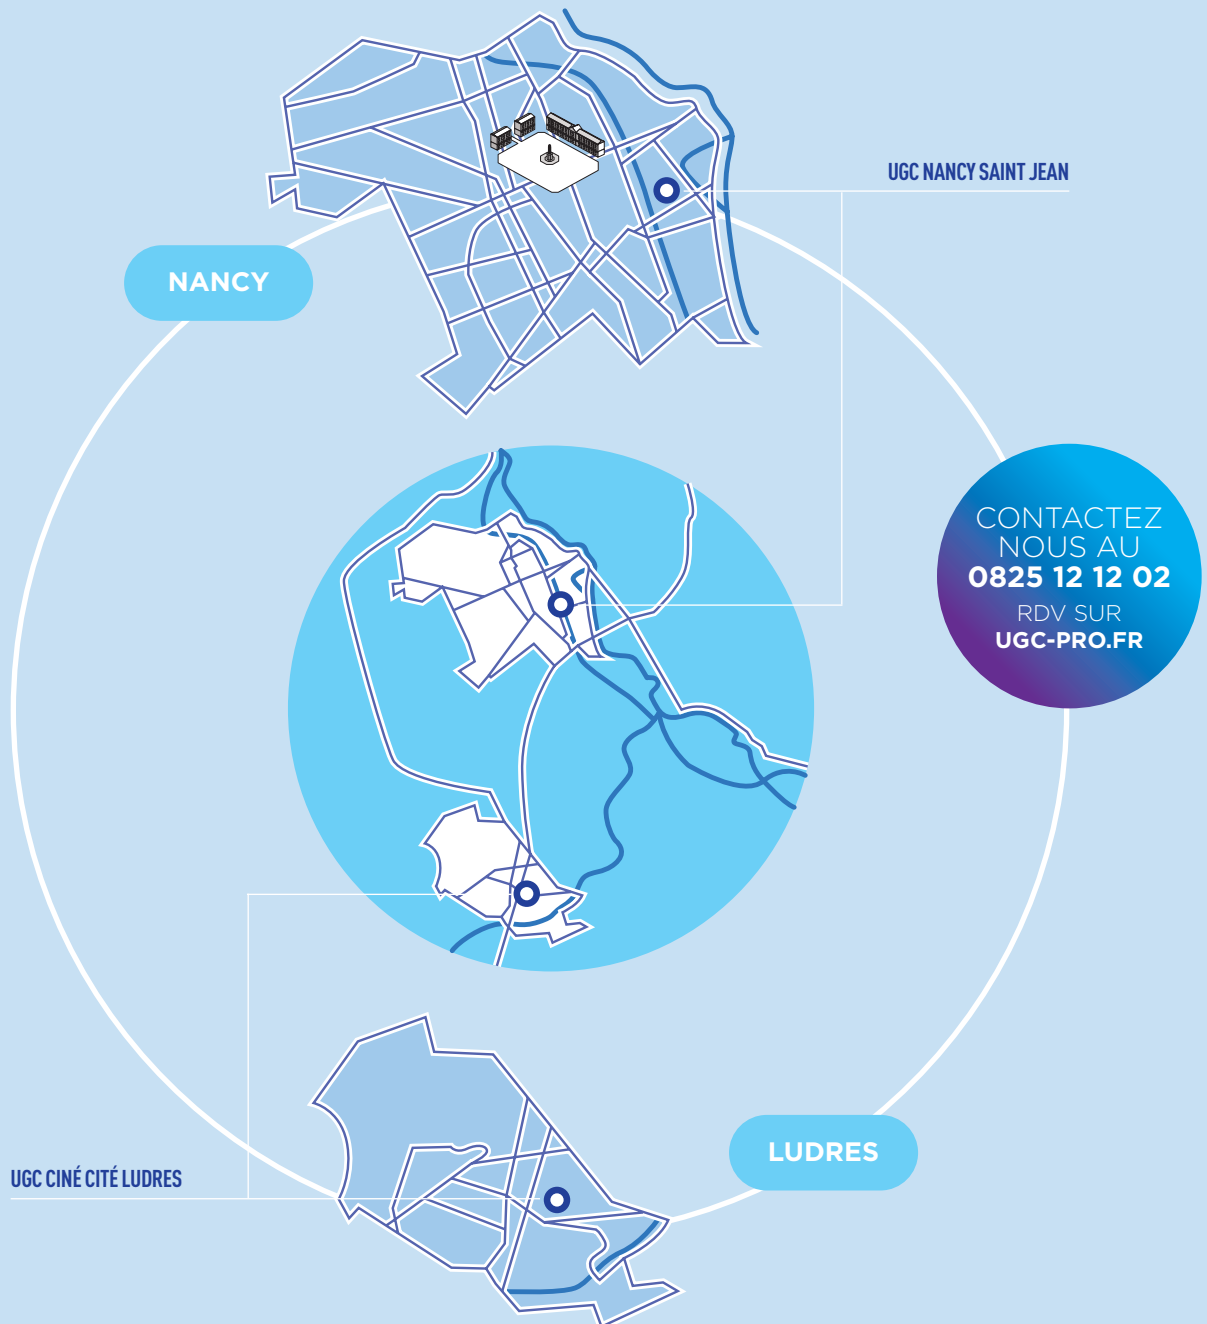 UGC NANCY SAINT JEAN
NANCY
CONTACTEZ
NOUS AU
0825 12 12 02
RDV SUR
UGC-PRO.FR
LUDRES
UGC CINÉ CITÉ LUDRES